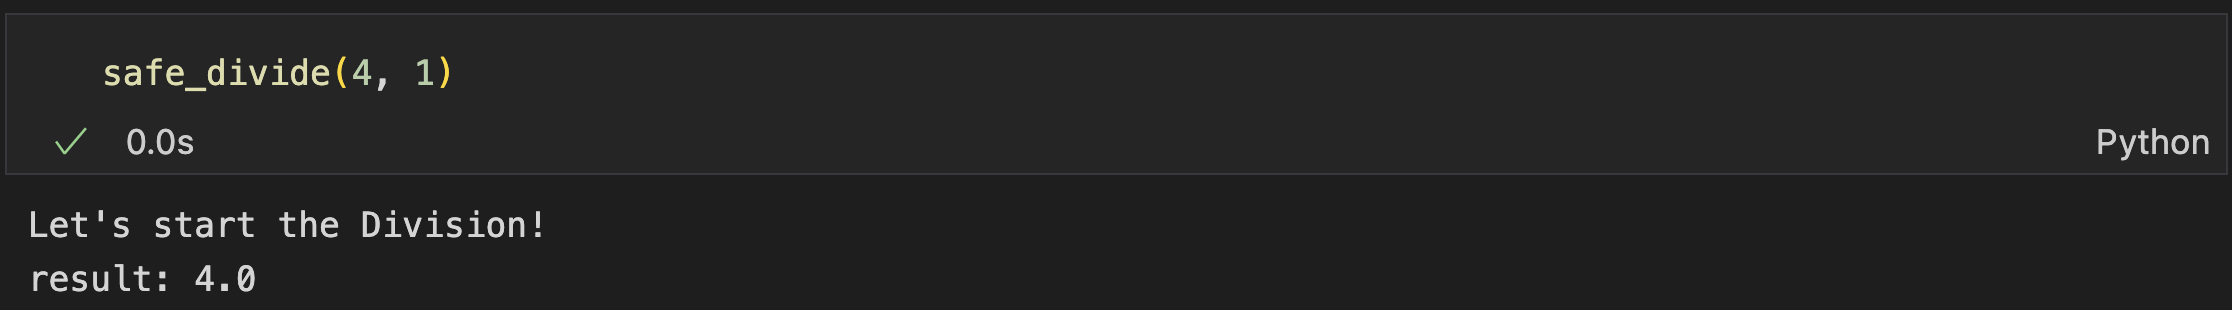 safe_divide(4, 1)
0.0s
Python
Let's start the Division!
result: 4.0